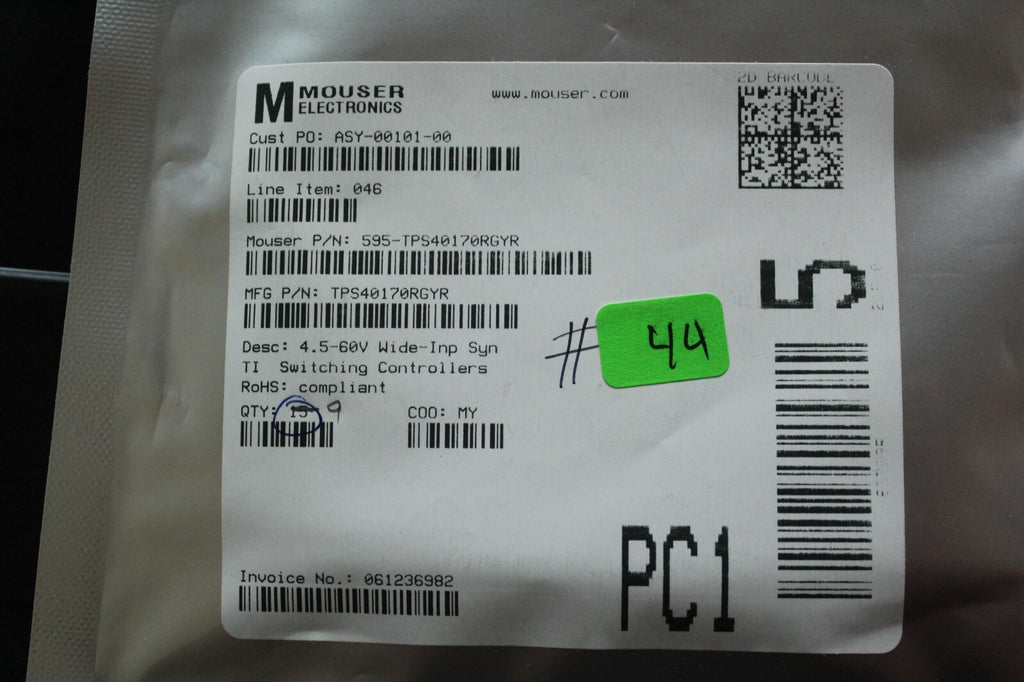 MOUSER
ELECTRONICS
www.mouser.com
2D BARCODE
Cust PO: ASY-00101-00
Line Item: 046
Mouser P/N: 595-TPS40170RGYR
MFG P/N: TPS40170RGYR
Desc: 4.5-60V Wide-Inp Syn
TI Switching Controllers
RoHS: compliant
QTY: 15 9
COO: MY
# 44
5
PC1
Invoice No.: 061236982